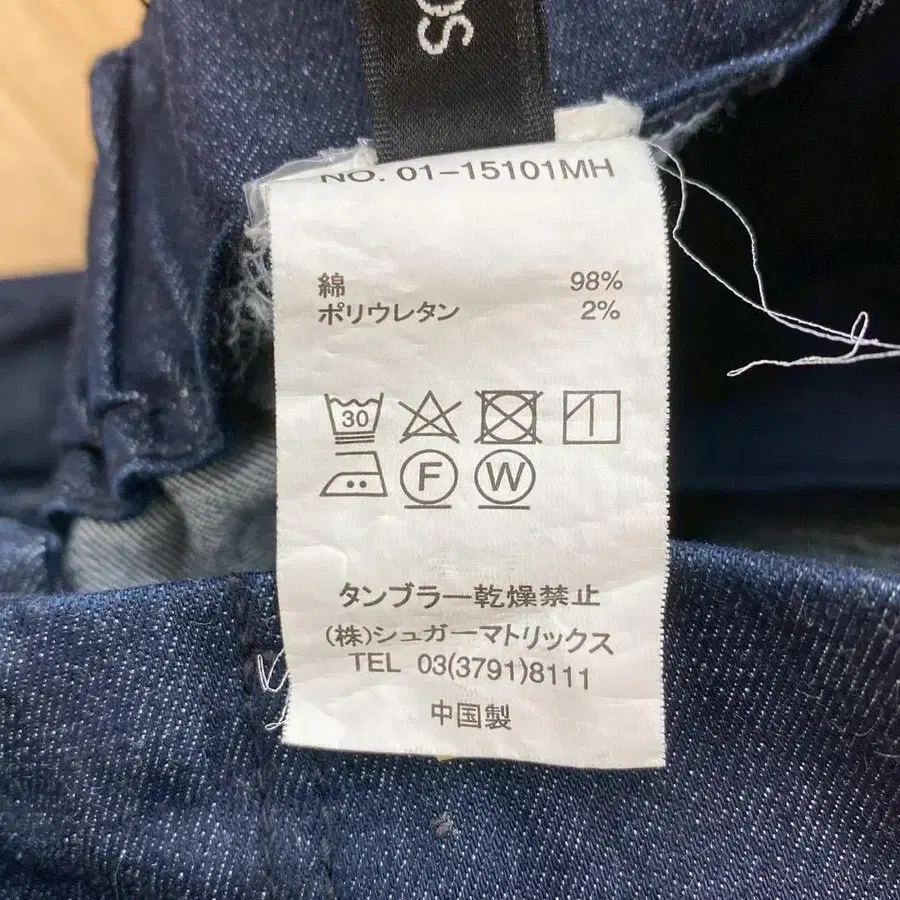 NO. 01-15101MH
綿 98%
ポリウレタン 2%
30
F W
タンブラー乾燥禁止
(株)シュガーマトリックス
TEL 03(3791)8111
中国製